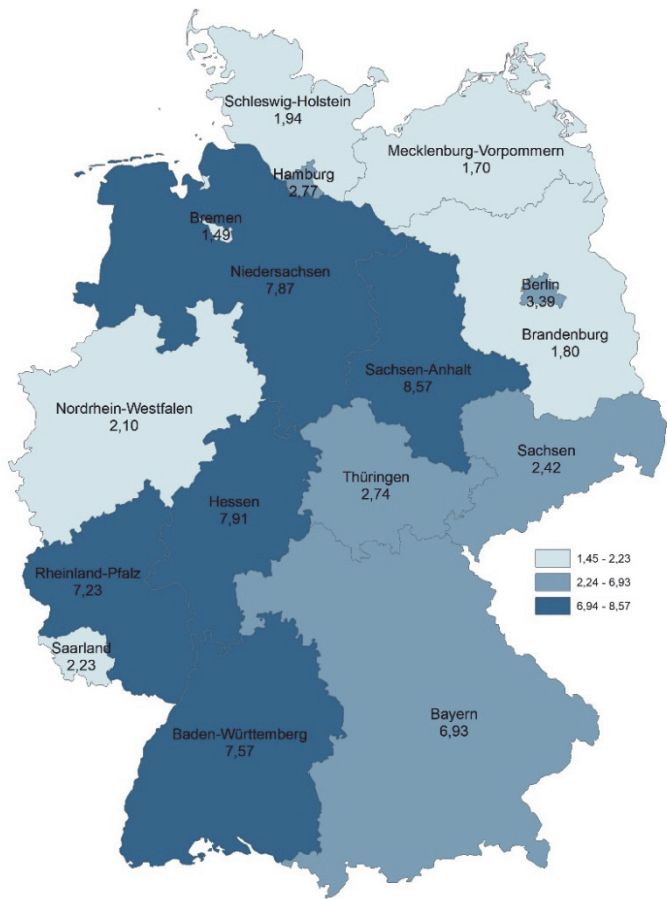 Schleswig-Holstein
1,94
Mecklenburg-Vorpommern
1,70
Hamburg
2,77
Bremen
1,49
Niedersachsen
7,87
Berlin
3,39
Brandenburg
1,80
Sachsen-Anhalt
8,57
Nordrhein-Westfalen
2,10
Sachsen
2,42
Thüringen
2,74
Hessen
7,91
Rheinland-Pfalz
7,23
Saarland
2,23
Baden-Württemberg
7,57
Bayern
6,93
1,45 - 2,23
2,24 - 6,93
6,94 - 8,57